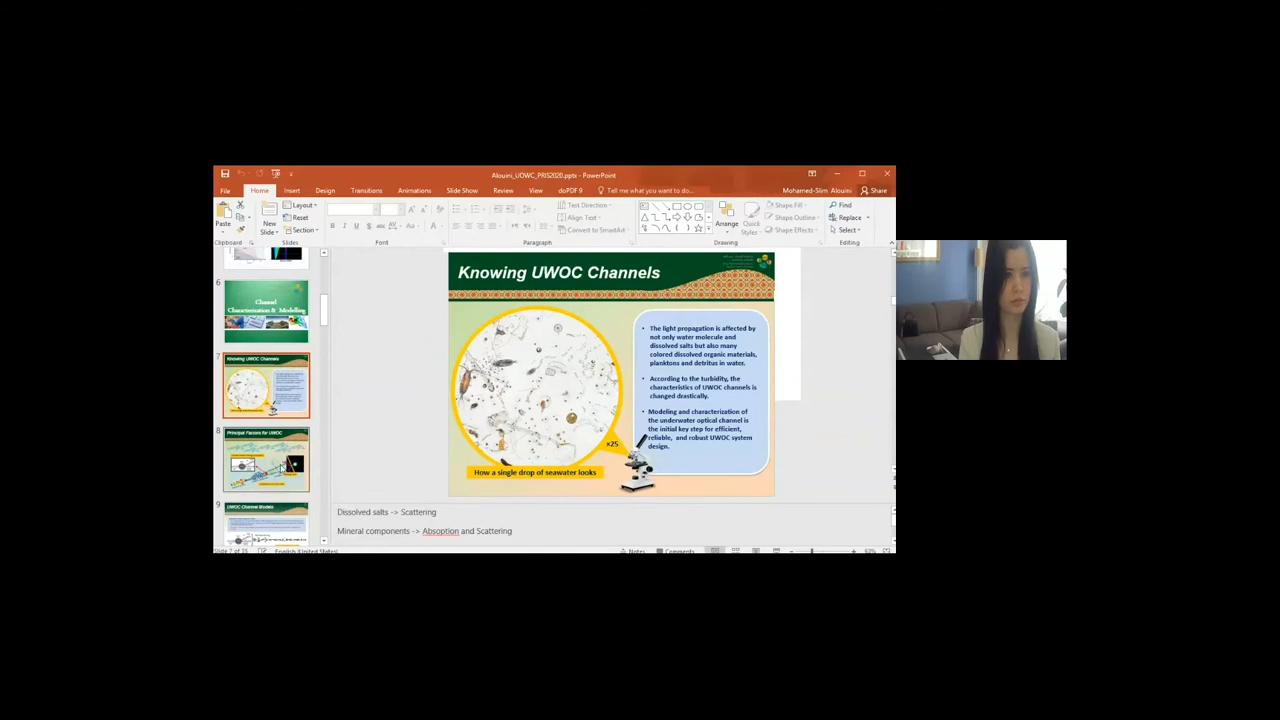 Alouini_UOWC_PRIS2020.pptx - PowerPoint
File Home Insert Design Transitions Animations Slide Show Review View doPDF 9 Tell me what you want to do... Mohamed-Slim Alouini Share
Paste
New
Slide
Layout
Reset
Section
Text Direction
Align Text
Convert to SmartArt
Arrange
Quick
Styles
Shape Fill
Shape Outline
Shape Effects
Find
Replace
Select
Clipboard Slides Font Paragraph Drawing Editing
6
Channel
Characterization & Modelling
7
Knowing UWOC Channels
8
Principal Factors for UWOC
9
UWOC Channel Models
Knowing UWOC Channels
• The light propagation is affected by
not only water molecule and
dissolved salts but also many
colored dissolved organic materials,
planktons and detritus in water.
• According to the turbidity, the
characteristics of UWOC channels is
changed drastically.
• Modeling and characterization of
the underwater optical channel is
the initial key step for efficient,
reliable, and robust UWOC system
design.
×25
How a single drop of seawater looks
Dissolved salts -> Scattering
Mineral components -> Absoption and Scattering
Slide 7 of 35 English (United States) Notes Comments